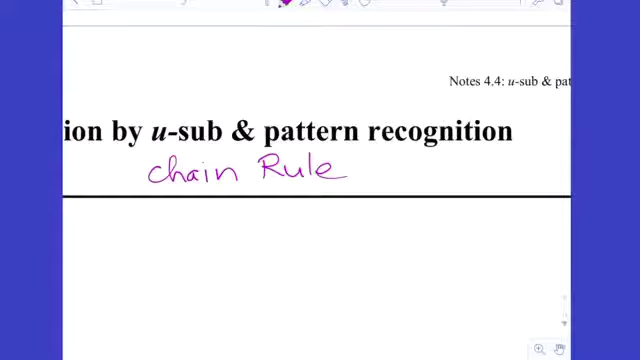 Notes 4.4: u-sub & pat
ion by u-sub & pattern recognition
Chain Rule